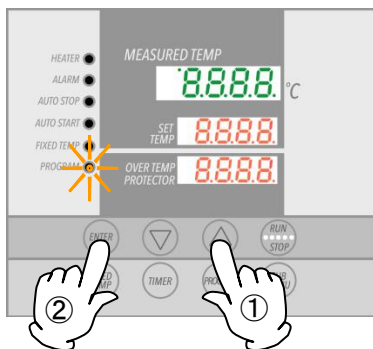 HEATER
ALARM
AUTO STOP
AUTO START
FIXED TEMP
PROGRAM
MEASURED TEMP
8.8.8.8. °C
SET TEMP 8.8.8.8.
OVER TEMP PROTECTOR 8.8.8.8.
ENTER
RUN
STOP
TIMER
② ①